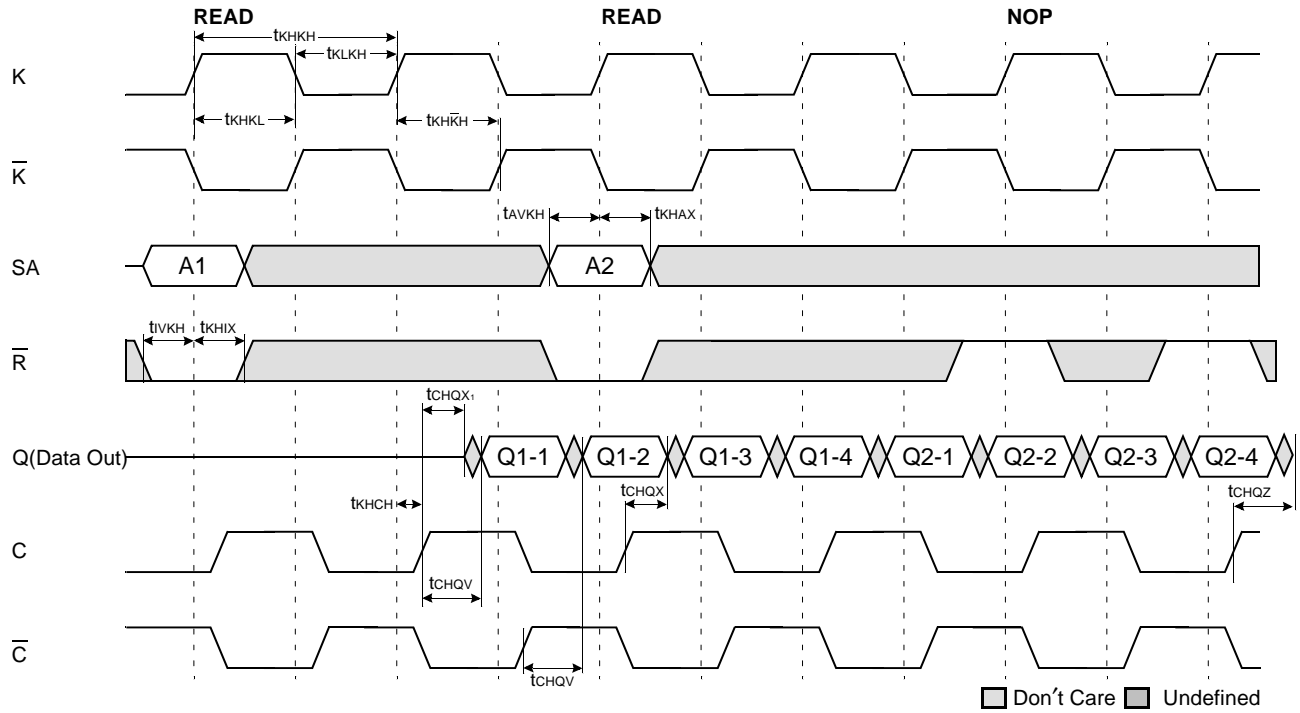 READ READ NOP
tKHKH
tKLKH
K
tKHKL tKHK̅H
K̅
tAVKH tKHAX
SA A1 A2
tIVKH tKHIX
R̅
tCHQX1
Q(Data Out) Q1-1 Q1-2 Q1-3 Q1-4 Q2-1 Q2-2 Q2-3 Q2-4
tKHCH tCHQX tCHQZ
C
tCHQV
C̅
tCHQV
Don′t Care Undefined